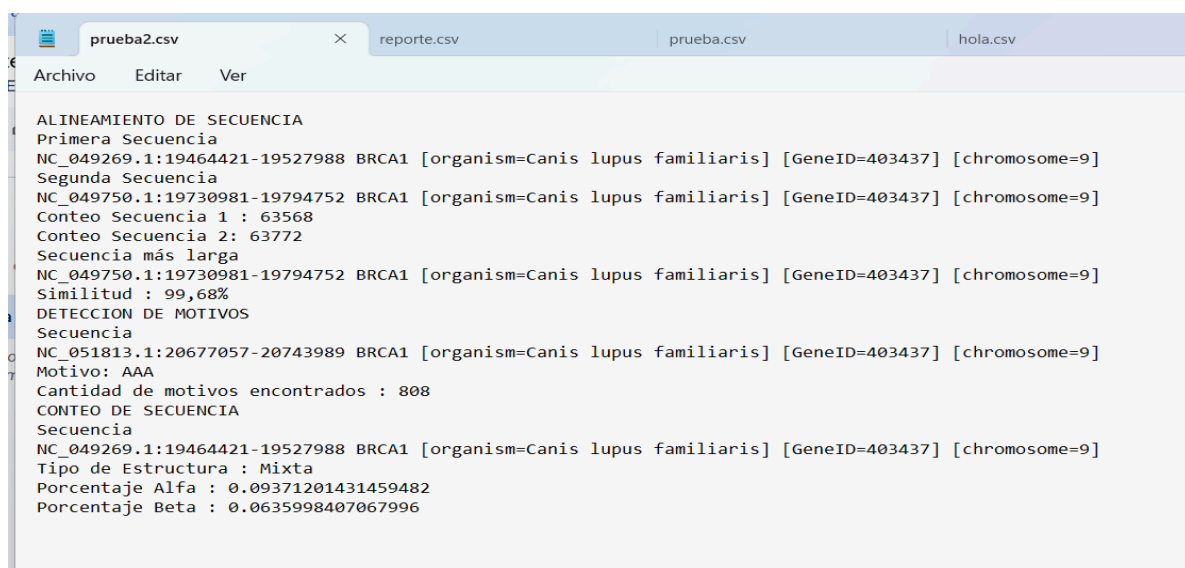 prueba2.csv
reporte.csv
prueba.csv
hola.csv
Archivo Editar Ver
ALINEAMIENTO DE SECUENCIA
Primera Secuencia
NC_049269.1:19464421-19527988 BRCA1 [organism=Canis lupus familiaris] [GeneID=403437] [chromosome=9]
Segunda Secuencia
NC_049750.1:19730981-19794752 BRCA1 [organism=Canis lupus familiaris] [GeneID=403437] [chromosome=9]
Conteo Secuencia 1 : 63568
Conteo Secuencia 2: 63772
Secuencia más larga
NC_049750.1:19730981-19794752 BRCA1 [organism=Canis lupus familiaris] [GeneID=403437] [chromosome=9]
Similitud : 99,68%
DETECCION DE MOTIVOS
Secuencia
NC_051813.1:20677057-20743989 BRCA1 [organism=Canis lupus familiaris] [GeneID=403437] [chromosome=9]
Motivo: AAA
Cantidad de motivos encontrados : 808
CONTEO DE SECUENCIA
Secuencia
NC_049269.1:19464421-19527988 BRCA1 [organism=Canis lupus familiaris] [GeneID=403437] [chromosome=9]
Tipo de Estructura : Mixta
Porcentaje Alfa : 0.09371201431459482
Porcentaje Beta : 0.0635998407067996